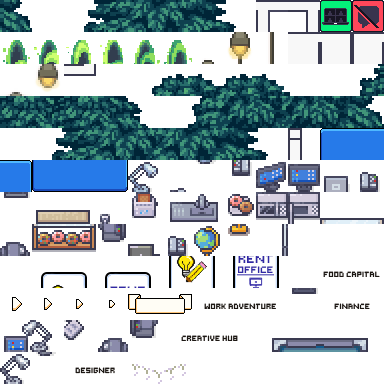 RENT
OFFICE
FOOD CAPITAL
WORK ADVENTURE
FINANCE
CREATIVE HUB
DESIGNER